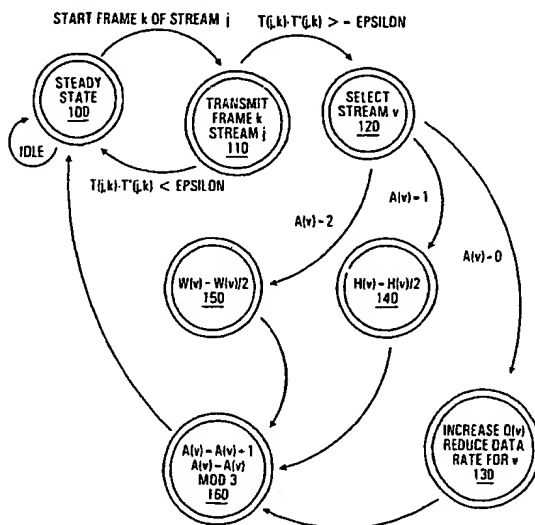 START FRAME k OF STREAM j
T(j,k)-T*(j,k) > - EPSILON
STEADY
STATE
100
TRANSMIT
FRAME k
STREAM j
110
SELECT
STREAM v
120
IDLE
T(j,k)-T*(j,k) < EPSILON
A(v) - 2
A(v) - 1
A(v) - 0
W(v) - W(v)/2
150
H(v) - H(v)/2
140
A(v) - A(v) + 1
A(v) - A(v)
MOD 3
160
INCREASE Q(v)
REDUCE DATA
RATE FOR v
130